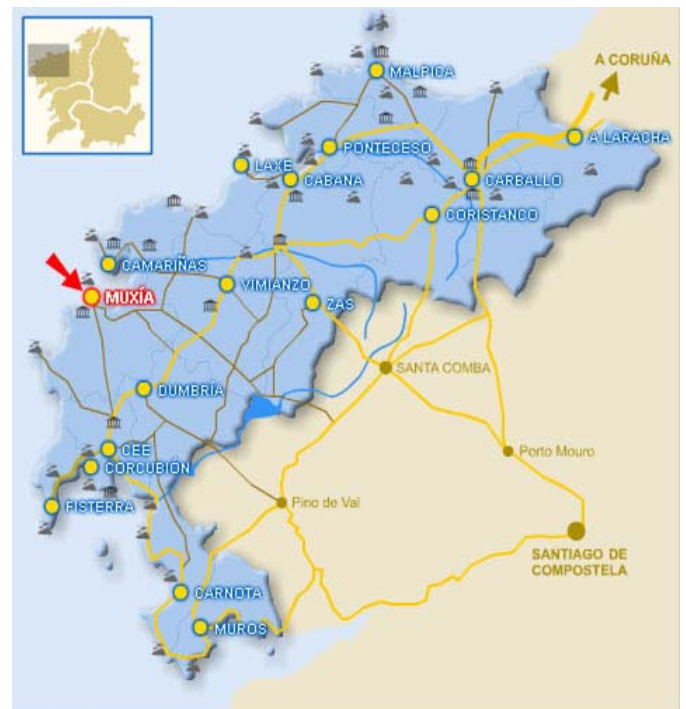 A CORUÑA
MALPICA
A LARACHA
PONTECESO
LAXE
CABANA
CARBALLO
CORISTANCO
CAMARIÑAS
VIMIANZO
MUXÍA
ZAS
SANTA COMBA
DUMBRÍA
CEE
Porto Mouro
CORCUBIÓN
FISTERRA
Pino de Val
SANTIAGO DE
COMPOSTELA
CARNOTA
MUROS